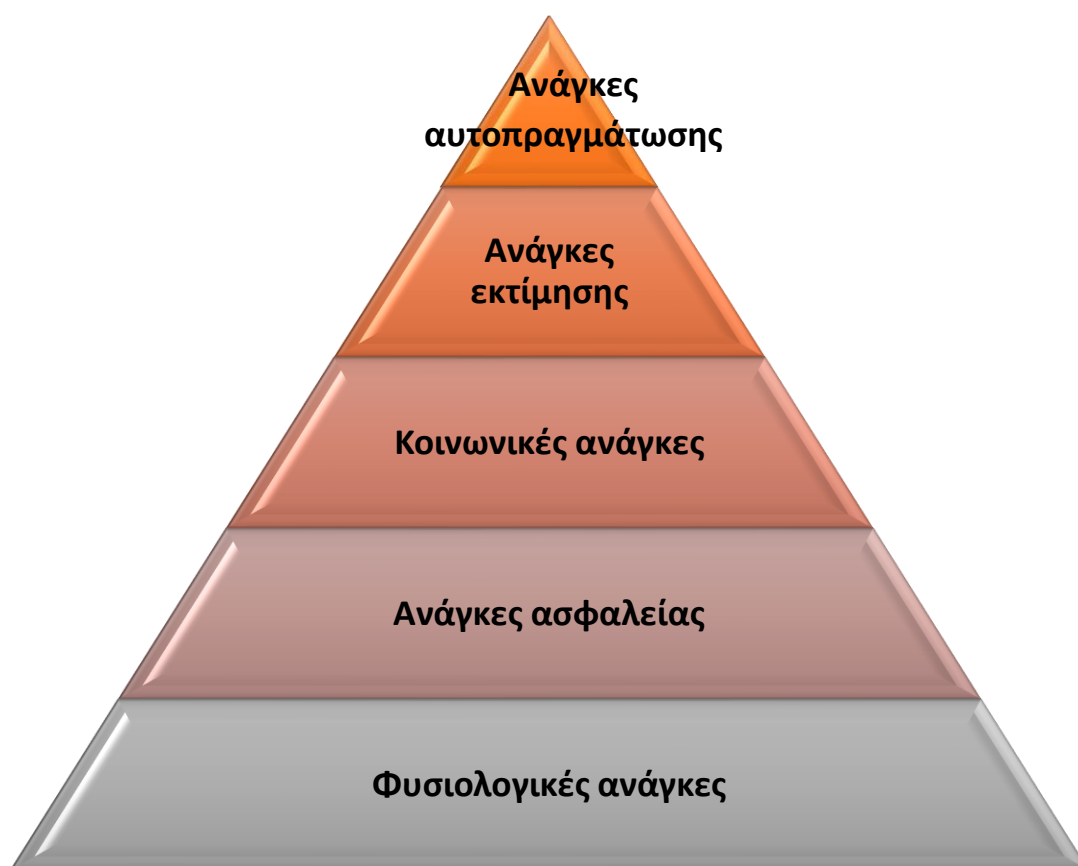 Ανάγκες
αυτοπραγμάτωσης
Ανάγκες
εκτίμησης
Κοινωνικές ανάγκες
Ανάγκες ασφαλείας
Φυσιολογικές ανάγκες